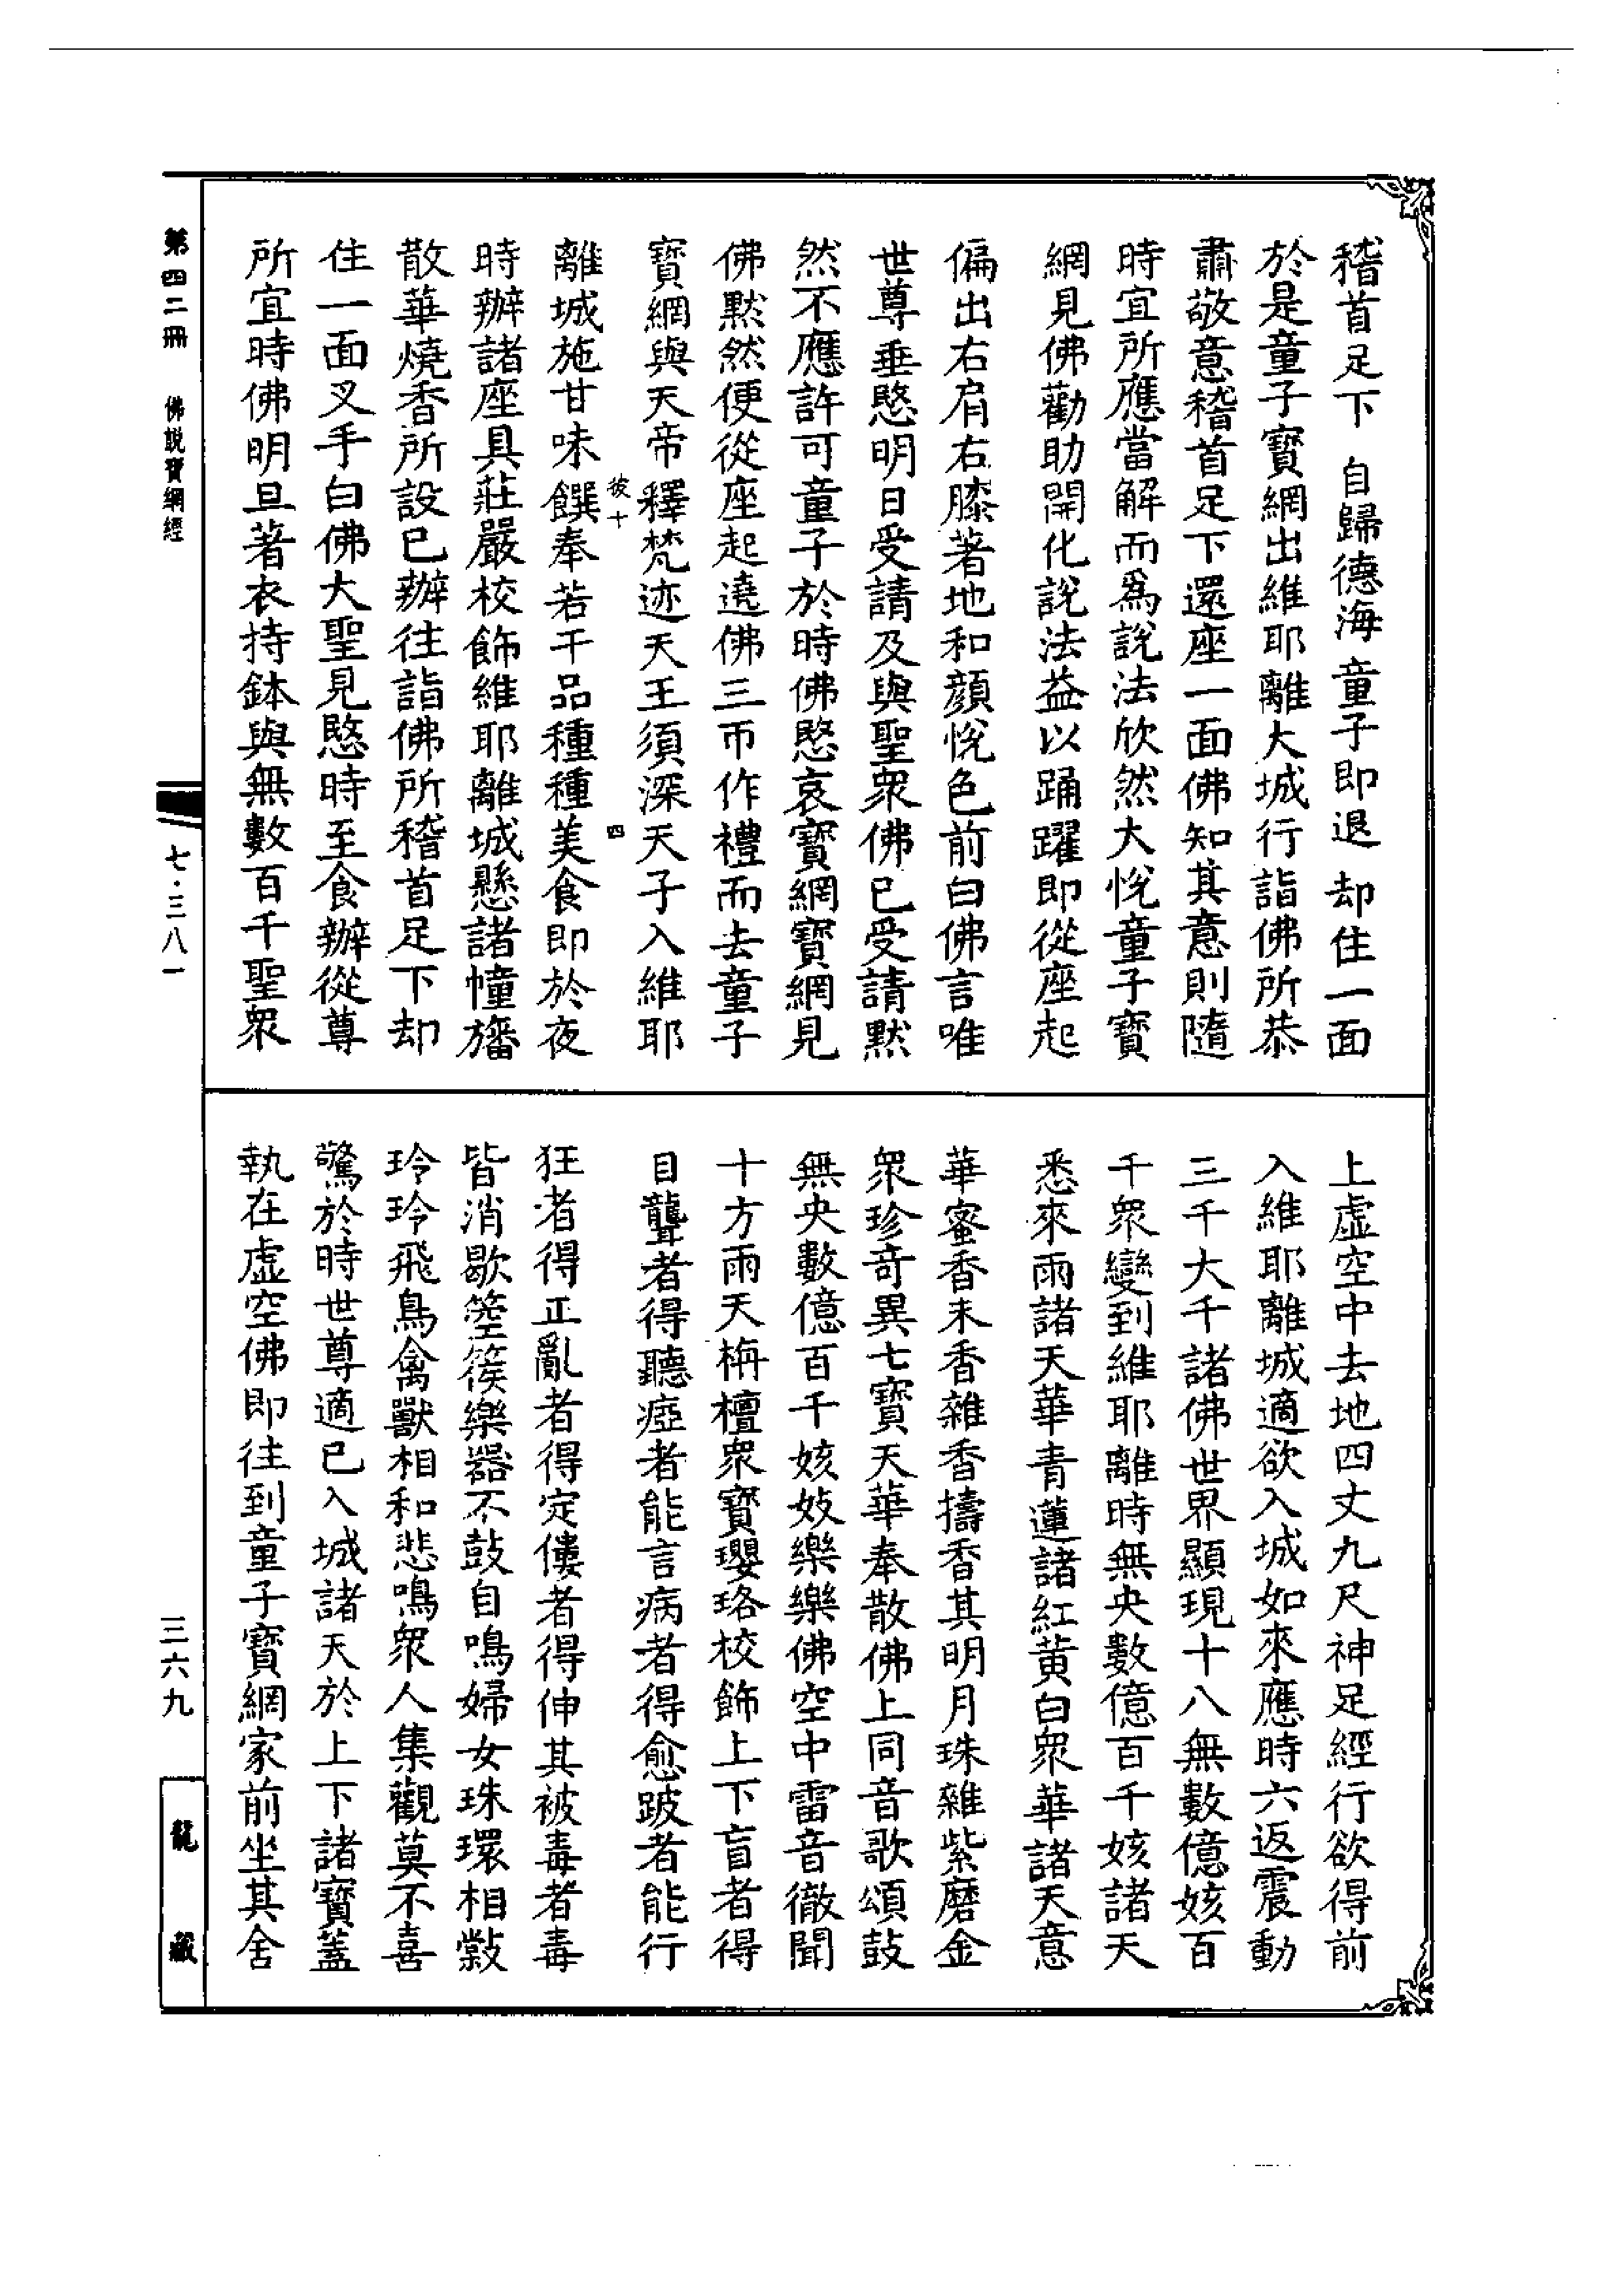 稽首足下　自歸德海　童子即退　却住一面
於是童子寶網出維耶離大城行詣佛所恭
肅敬意稽首足下還座一面佛知其意則隨
時宜所應當解而為說法欣然大悅童子寶
網見佛勸助開化說法益以踊躍即從座起
偏出右肩右膝著地和顏悅色前白佛言唯
世尊垂愍明日受請及與聖眾佛已受請默
然不應許可童子於時佛愍哀寶網寶網見
佛默然便從座起遶佛三帀作禮而去童子
寶網與天帝釋梵迹天王須深天子入維耶
彼十　四
離城施甘味饌奉若干品種種美食即於夜
時辦諸座具莊嚴校飾維耶離城懸諸幢旛
散華燒香所設已辦往詣佛所稽首足下却
住一面叉手白佛大聖見愍時至食辦從尊
所宜時佛明旦著衣持鉢與無數百千聖眾
上虛空中去地四丈九尺神足經行欲得前
入維耶離城適欲入城如來應時六返震動
三千大千諸佛世界顯現十八無數億姟百
千眾變到維耶離時無央數億百千姟諸天
悉來雨諸天華青蓮諸紅黃白眾華諸天意
華蜜香末香雜香擣香其明月珠雜紫磨金
眾珍奇異七寶天華奉散佛上同音歌頌鼓
無央數億百千姟妓樂樂佛空中雷音徹聞
十方雨天栴檀眾寶瓔珞校飾上下盲者得
目聾者得聽瘂者能言病者得愈跛者能行
狂者得正亂者得定僂者得伸其被毒者毒
皆消歇箜篌樂器不鼓自鳴婦女珠環相敥
玲玲飛鳥禽獸相和悲鳴眾人集觀莫不喜
驚於時世尊適已入城諸天於上下諸寶蓋
執在虛空佛即往到童子寶網家前坐其舍
第四二冊　佛說寶網經
七·三八一
三六九
龍藏